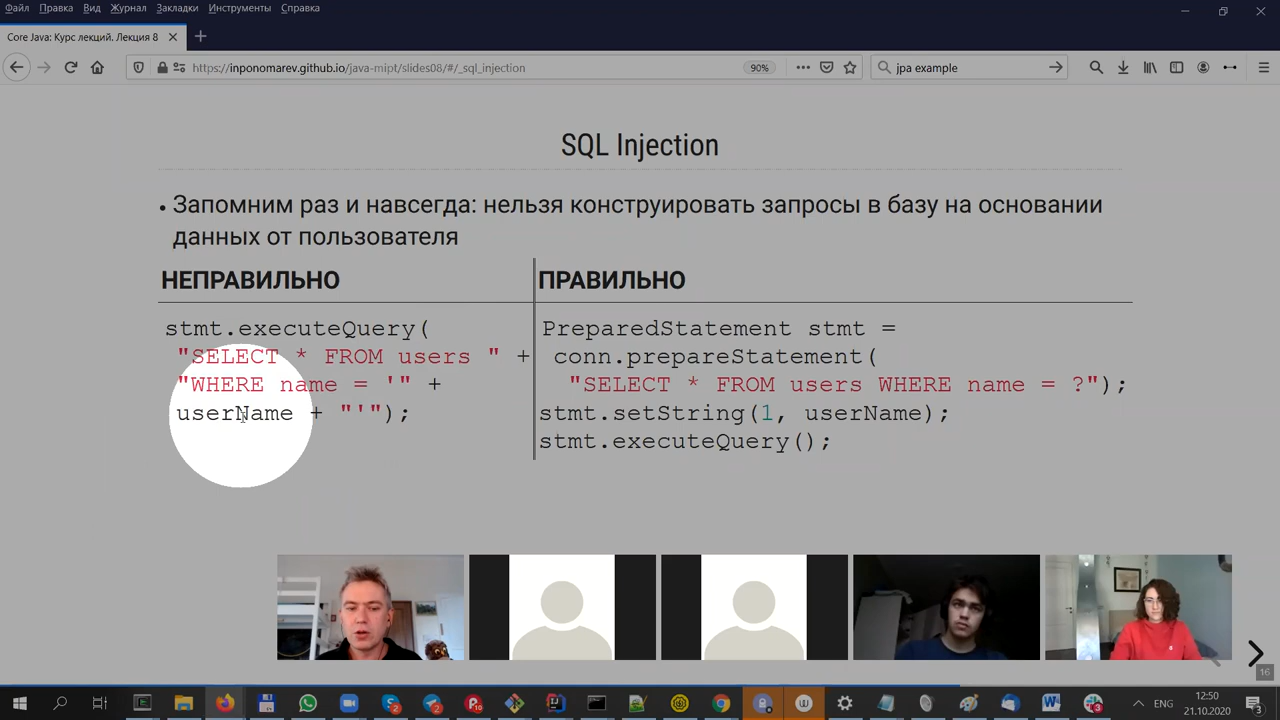 Файл Правка Вид Журнал Закладки Инструменты Справка
Core Java: Курс лекций. Лекция 8
https://inponomarev.github.io/java-mipt/slides08/#/_sql_injection
90%
jpa example
SQL Injection
• Запомним раз и навсегда: нельзя конструировать запросы в базу на основании
данных от пользователя
НЕПРАВИЛЬНО
stmt.executeQuery(
"SELECT * FROM users " +
"WHERE name = '" +
userName + "'");
ПРАВИЛЬНО
PreparedStatement stmt =
conn.prepareStatement(
"SELECT * FROM users WHERE name = ?");
stmt.setString(1, userName);
stmt.executeQuery();
16
ENG
12:50
21.10.2020